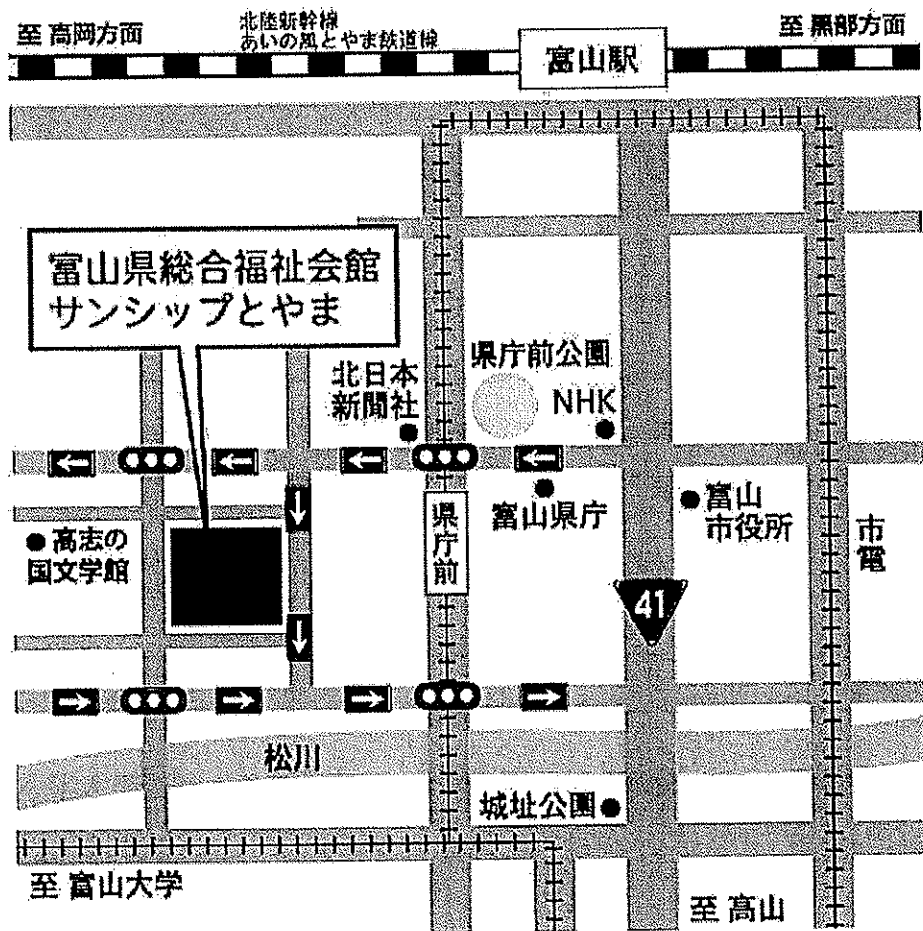 至 高岡方面
北陸新幹線
あいの風とやま鉄道線
至 黒部方面
富山駅
富山県総合福祉会館
サンシップとやま
北日本
新聞社
県庁前公園
NHK
富山県庁
県庁前
富山
市役所
市電
高志の
国文学館
41
松川
城址公園
至 富山大学
至 高山